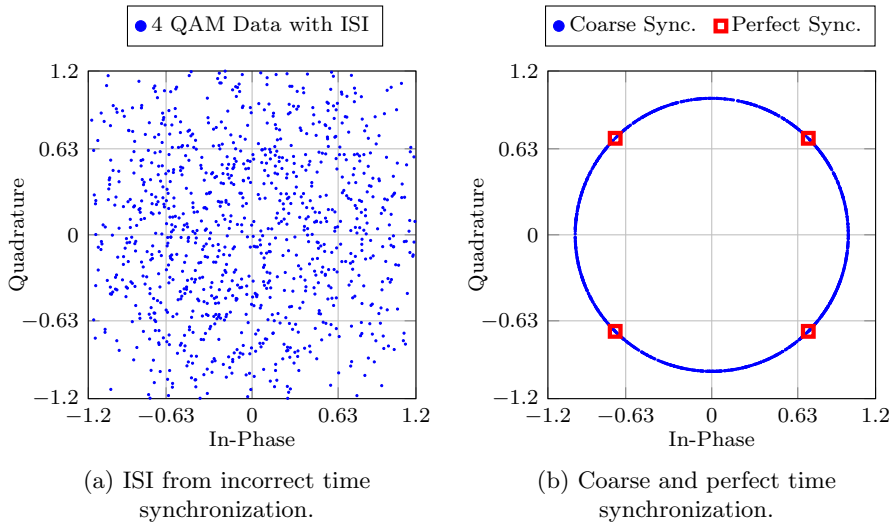 4 QAM Data with ISI
1.2
0.63
0
−0.63
−1.2
−1.2 −0.63 0 0.63 1.2
Quadrature
In-Phase
(a) ISI from incorrect time
synchronization.
Coarse Sync. Perfect Sync.
1.2
0.63
0
−0.63
−1.2
−1.2 −0.63 0 0.63 1.2
Quadrature
In-Phase
(b) Coarse and perfect time
synchronization.